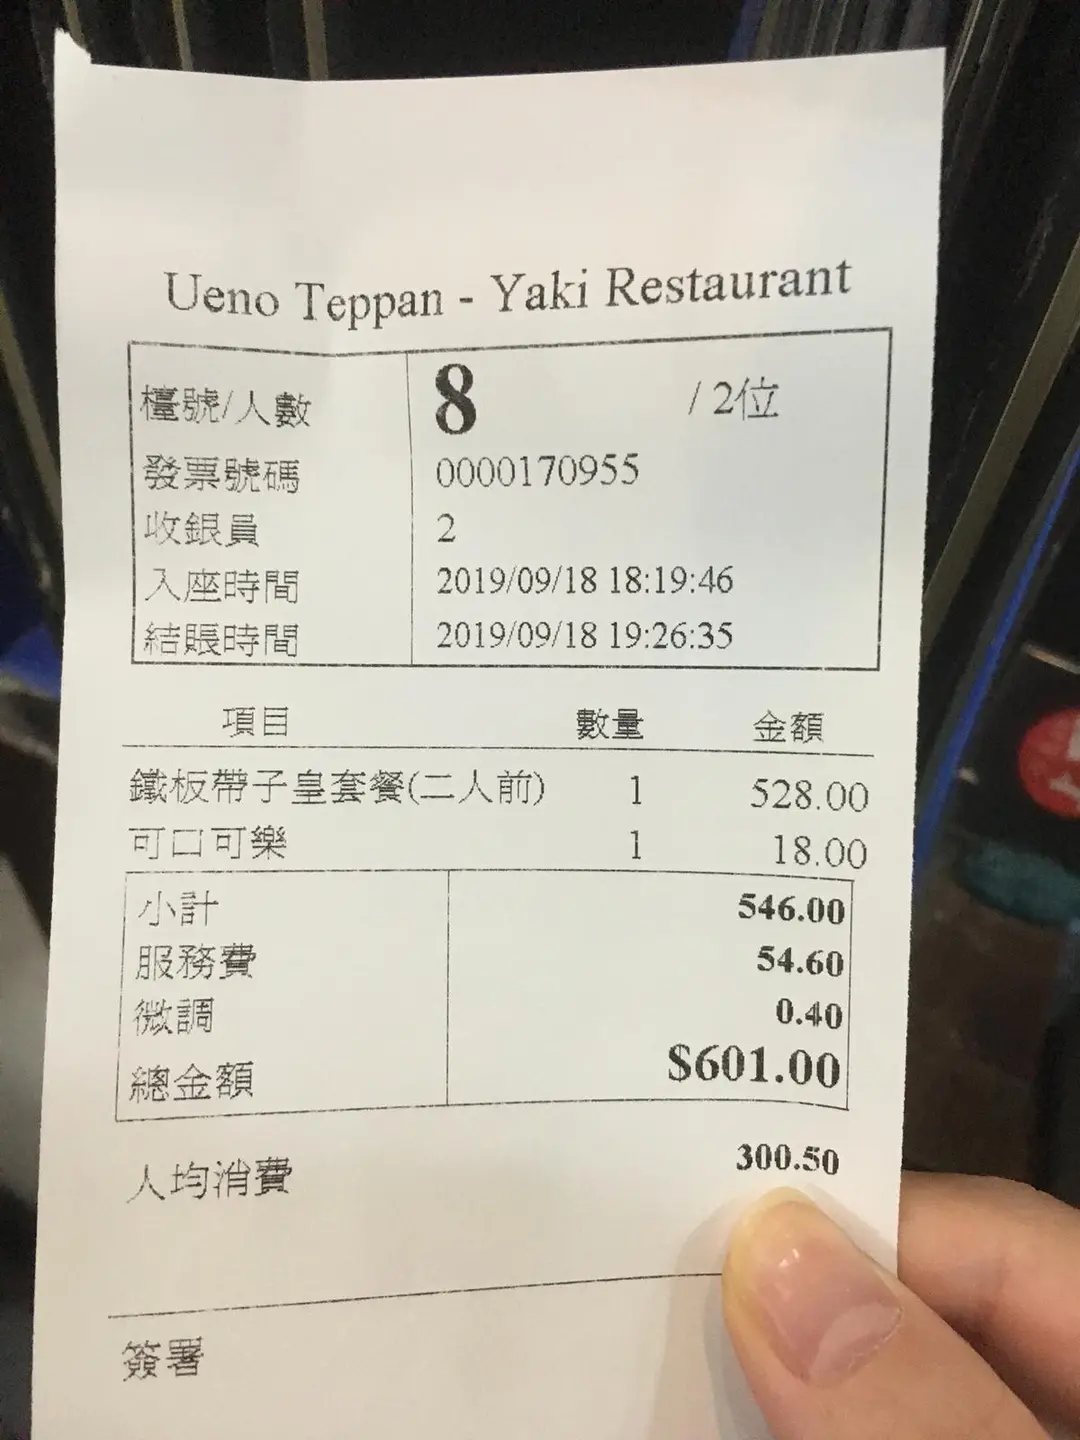 Ueno Teppan - Yaki Restaurant
檯號/人數 8 / 2位
發票號碼 0000170955
收銀員 2
入座時間 2019/09/18 18:19:46
結賬時間 2019/09/18 19:26:35
項目 數量 金額
鐵板帶子皇套餐(二人前) 1 528.00
可口可樂 1 18.00
小計 546.00
服務費 54.60
微調 0.40
總金額 $601.00
人均消費 300.50
簽署